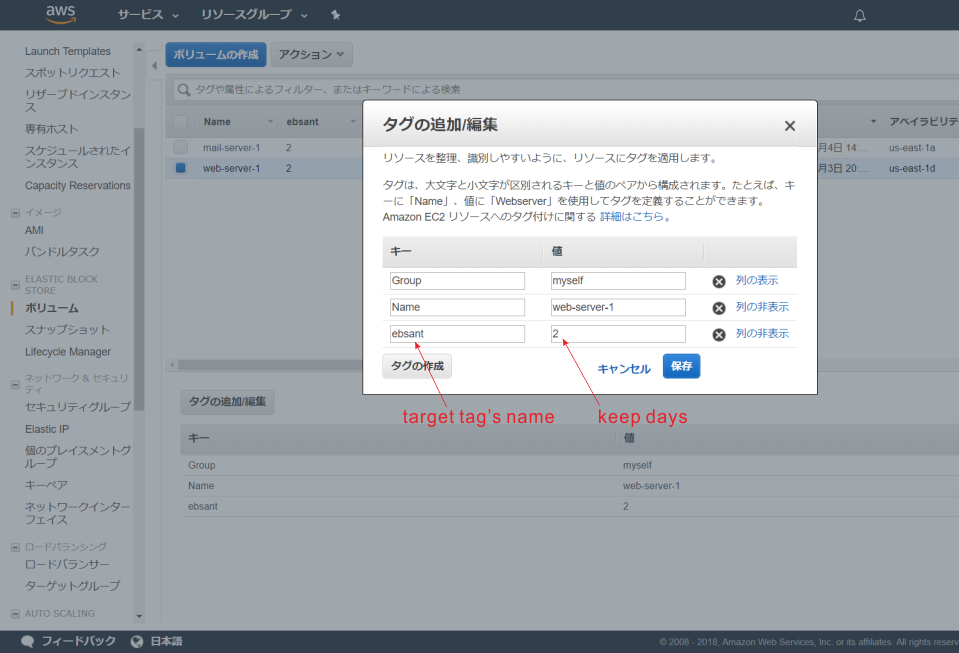 aws サービス リソースグループ
Launch Templates
スポットリクエスト
リザーブドインスタン
ス
専有ホスト
スケジュールされたイ
ンスタンス
Capacity Reservations
イメージ
AMI
バンドルタスク
ELASTIC BLOCK
STORE
ボリューム
スナップショット
Lifecycle Manager
ネットワーク & セキュリ
ティ
セキュリティグループ
Elastic IP
個のプレイスメントグ
ループ
キーペア
ネットワークインター
フェイス
ロードバランシング
ロードバランサー
ターゲットグループ
AUTO SCALING
ボリュームの作成 アクション
タグや属性によるフィルター、またはキーワードによる検索
Name ebsant アベイラビリテ
mail-server-1 2 月4日 14:... us-east-1a
web-server-1 2 月3日 20:... us-east-1d
タグの追加/編集
リソースを整理、識別しやすいように、リソースにタグを適用します。
タグは、大文字と小文字が区別されるキーと値のペアから構成されます。たとえば、キ
ーに「Name」、値に「Webserver」を使用してタグを定義することができます。
Amazon EC2 リソースへのタグ付けに関する 詳細はこちら。
キー 値
Group myself 列の表示
Name web-server-1 列の非表示
ebsant 2 列の非表示
タグの作成 キャンセル 保存
target tag's name keep days
タグの追加/編集
キー 値
Group myself
Name web-server-1
ebsant 2
フィードバック 日本語 © 2008 - 2018, Amazon Web Services, Inc. or its affiliates. All rights reserv